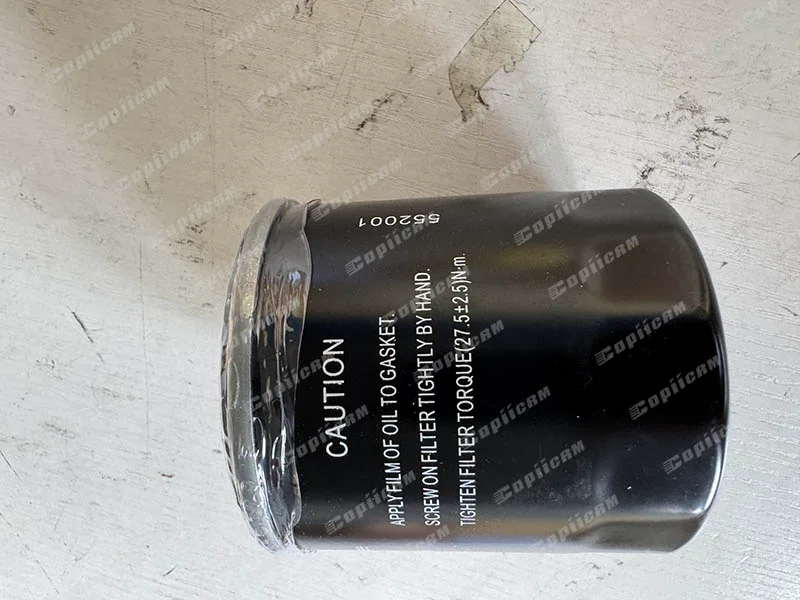 CAUTION
APPLY FILM OF OIL TO GASKET.
SCREW ON FILTER TIGHTLY BY HAND.
TIGHTEN FILTER TORQUE(27.5±2.5)N·m.
552001
Copiicam